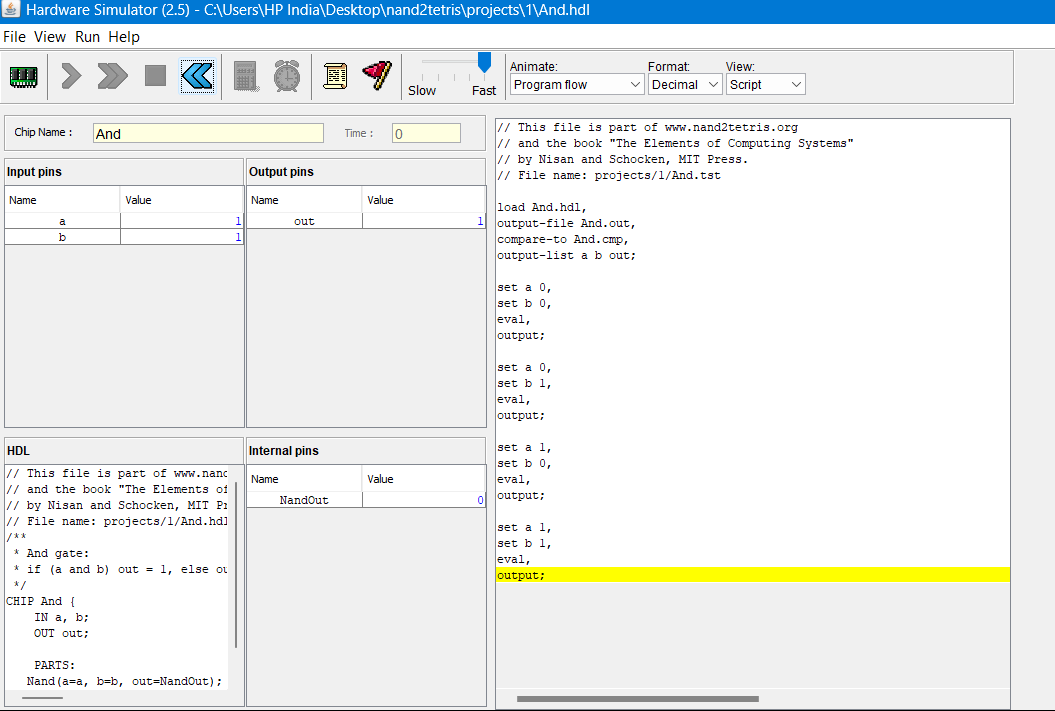 Hardware Simulator (2.5) - C:\Users\HP India\Desktop\nand2tetris\projects\1\And.hdl
File View Run Help
Slow Fast
Animate: Format: View:
Program flow Decimal Script
Chip Name : And Time : 0
Input pins
Name Value
a 1
b 1
Output pins
Name Value
out 1
HDL
// This file is part of www.nand
// and the book "The Elements of
// by Nisan and Schocken, MIT Pr
// File name: projects/1/And.hdl
/**
* And gate:
* if (a and b) out = 1, else ou
*/
CHIP And {
IN a, b;
OUT out;
PARTS:
Nand(a=a, b=b, out=NandOut);
Internal pins
Name Value
NandOut 0
// This file is part of www.nand2tetris.org
// and the book "The Elements of Computing Systems"
// by Nisan and Schocken, MIT Press.
// File name: projects/1/And.tst
load And.hdl,
output-file And.out,
compare-to And.cmp,
output-list a b out;
set a 0,
set b 0,
eval,
output;
set a 0,
set b 1,
eval,
output;
set a 1,
set b 0,
eval,
output;
set a 1,
set b 1,
eval,
output;